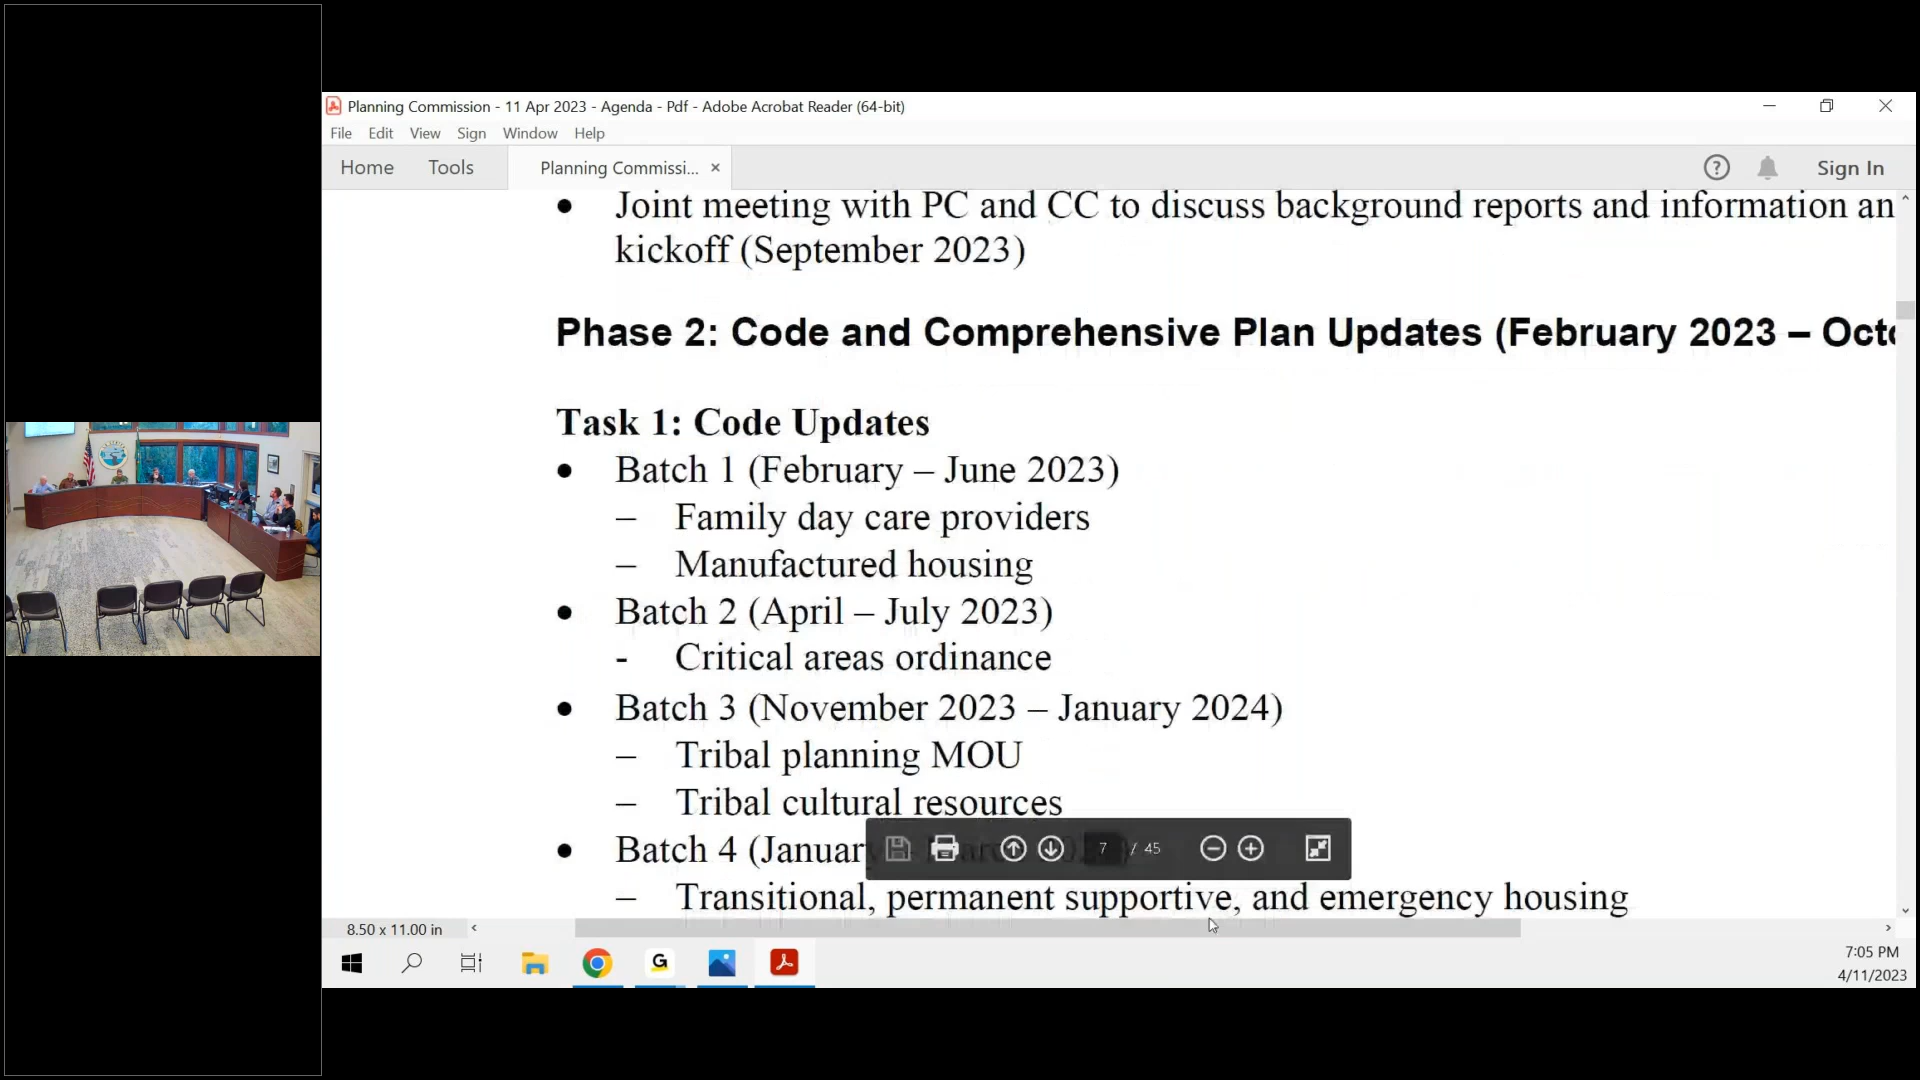 Planning Commission - 11 Apr 2023 - Agenda - Pdf - Adobe Acrobat Reader (64-bit)
File Edit View Sign Window Help
Home Tools Planning Commissi... × Sign In
• Joint meeting with PC and CC to discuss background reports and information an
kickoff (September 2023)
Phase 2: Code and Comprehensive Plan Updates (February 2023 – Octo
Task 1: Code Updates
• Batch 1 (February – June 2023)
– Family day care providers
– Manufactured housing
• Batch 2 (April – July 2023)
- Critical areas ordinance
• Batch 3 (November 2023 – January 2024)
– Tribal planning MOU
– Tribal cultural resources
• Batch 4 (January
7 / 45
– Transitional, permanent supportive, and emergency housing
8.50 x 11.00 in
7:05 PM
4/11/2023